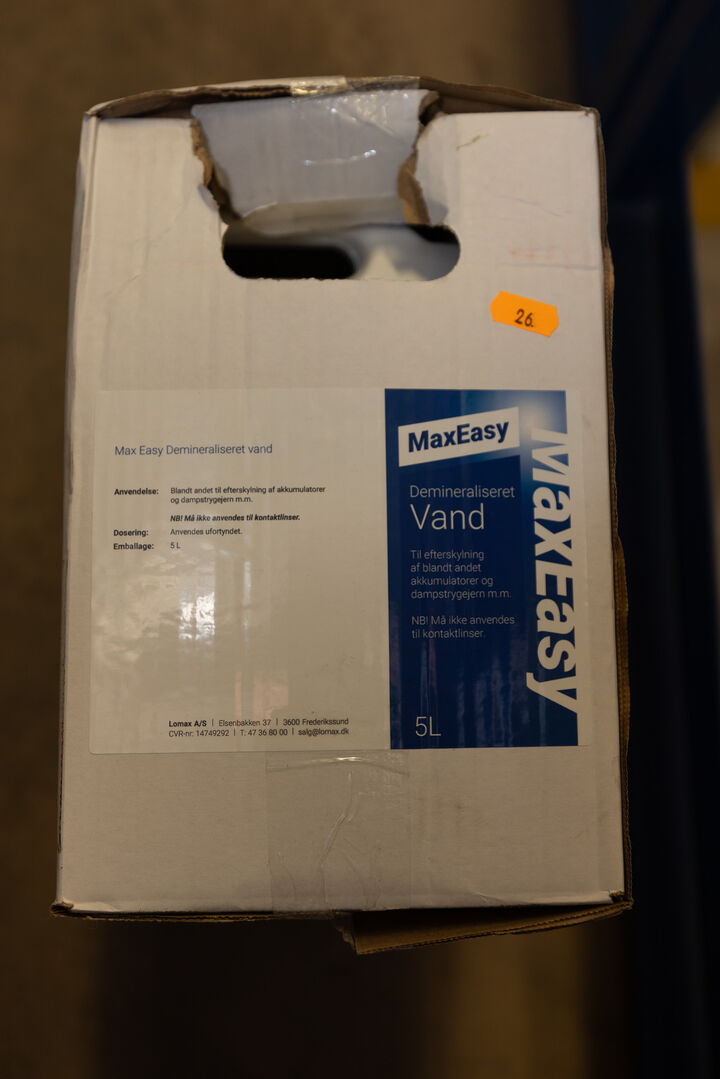 26.
Max Easy Demineraliseret vand
Anvendelse: Blandt andet til efterskylning af akkumulatorer
og dampstrygejern m.m.
NB! Må ikke anvendes til kontaktlinser.
Dosering: Anvendes ufortyndet.
Emballage: 5 L
Lomax A/S | Elsenbakken 37 | 3600 Frederikssund
CVR-nr: 14749292 | T: 47 36 80 00 | salg@lomax.dk
MaxEasy
Demineraliseret
Vand
Til efterskylning
af blandt andet
akkumulatorer og
dampstrygejern m.m.
NB! Må ikke anvendes
til kontaktlinser.
5L
MaxEasy